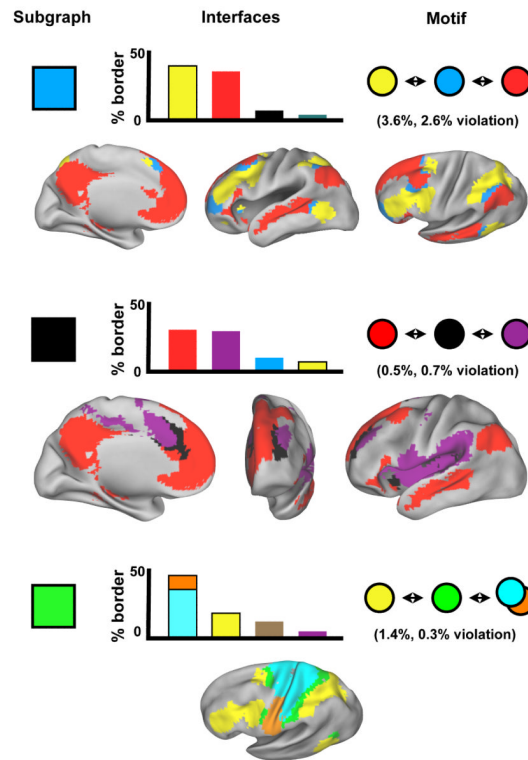 Subgraph Interfaces Motif
50
% border
0
(3.6%, 2.6% violation)
50
% border
0
(0.5%, 0.7% violation)
50
% border
0
(1.4%, 0.3% violation)